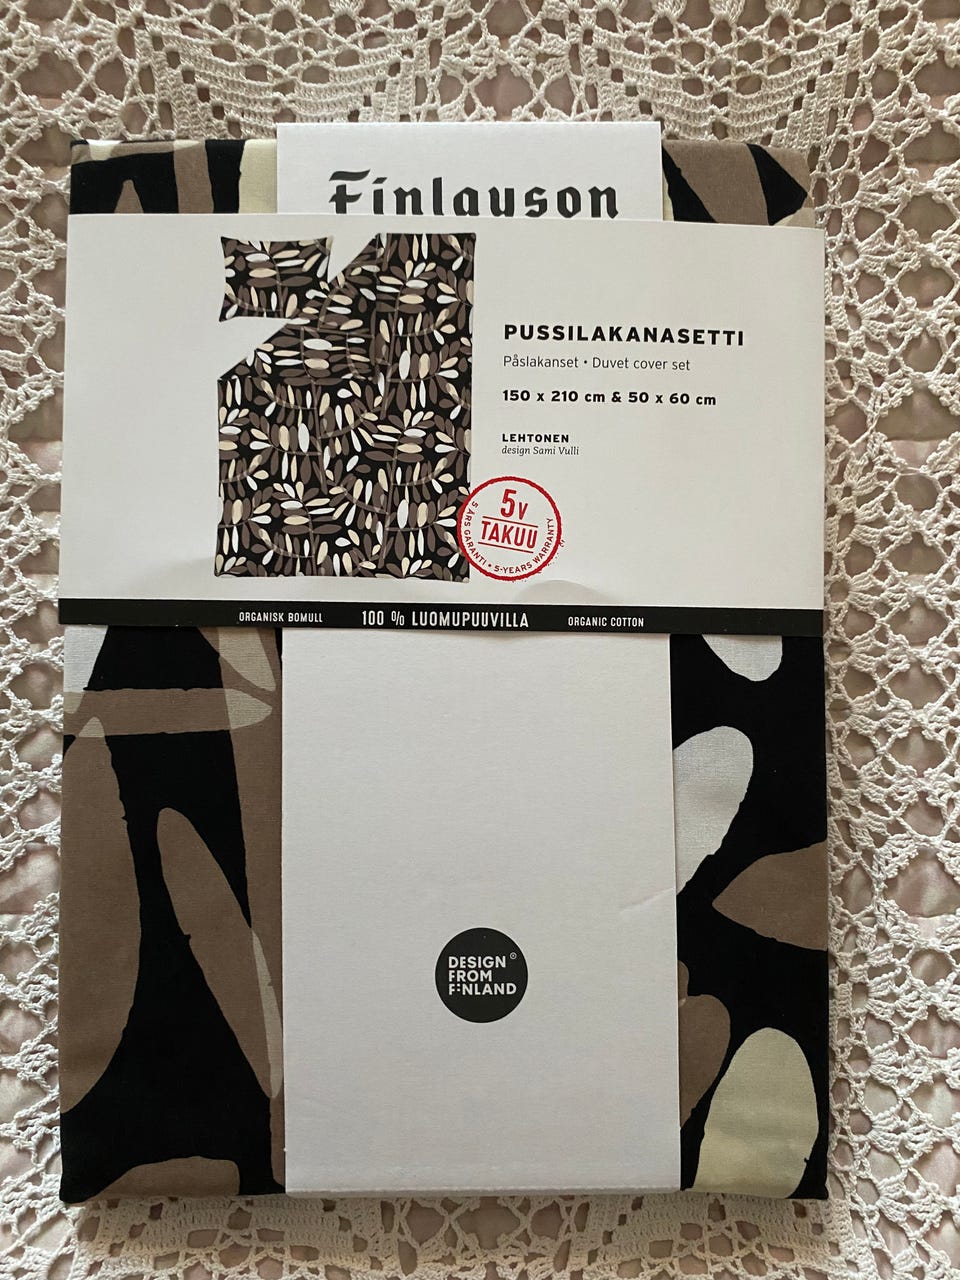 Finlayson
PUSSILAKANASETTI
Påslakanset • Duvet cover set
150 x 210 cm & 50 x 60 cm
LEHTONEN
design Sami Vulli
5v
TAKUU
5 ÅRS GARANTI • 5-YEARS WARRANTY
ORGANISK BOMULL 100 % LUOMUPUUVILLA ORGANIC COTTON
DESIGN ®
FROM
FINLAND